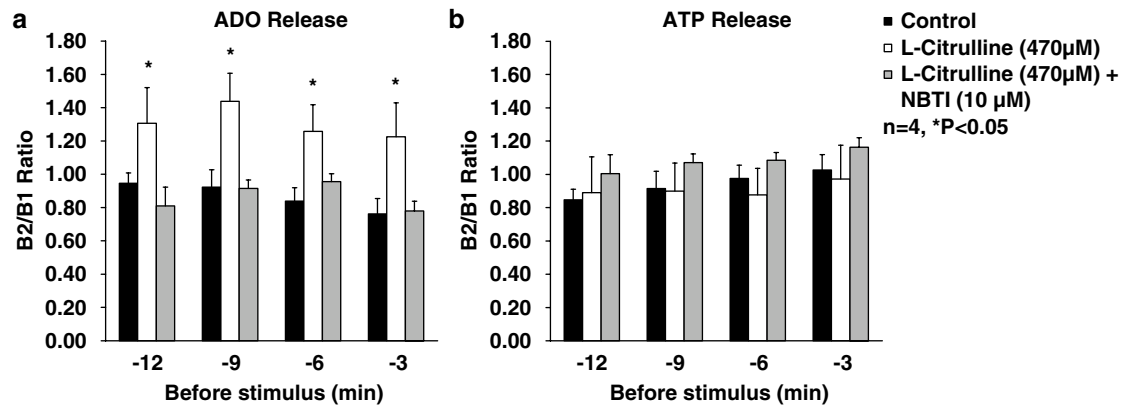 a
ADO Release
B2/B1 Ratio
1.80
1.60
1.40
1.20
1.00
0.80
0.60
0.40
0.20
0.00
* * * *
-12 -9 -6 -3
Before stimulus (min)
b
ATP Release
B2/B1 Ratio
1.80
1.60
1.40
1.20
1.00
0.80
0.60
0.40
0.20
0.00
-12 -9 -6 -3
Before stimulus (min)
Control
L-Citrulline (470µM)
L-Citrulline (470µM) +
NBTI (10 µM)
n=4, *P<0.05